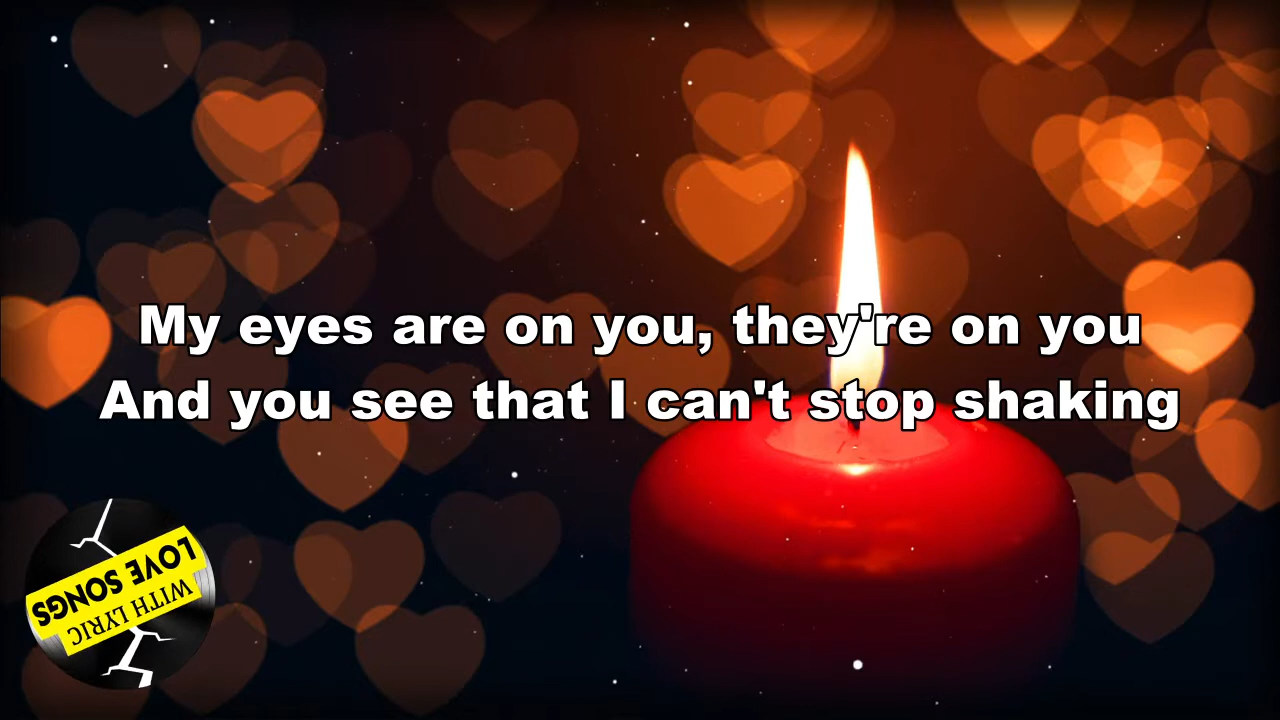 My eyes are on you, they're on you
And you see that I can't stop shaking
LOVE SONGS
WITH LYRIC